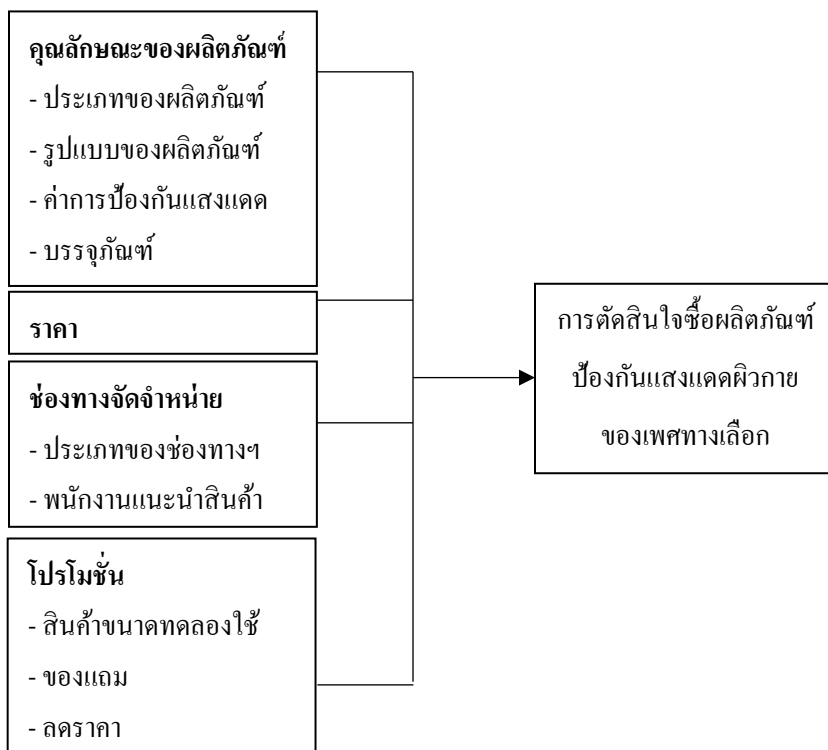 คุณลักษณะของผลิตภัณฑ์
- ประเภทของผลิตภัณฑ์
- รูปแบบของผลิตภัณฑ์
- ค่าการป้องกันแสงแดด
- บรรจุภัณฑ์
ราคา
ช่องทางจัดจำหน่าย
- ประเภทของช่องทางฯ
- พนักงานแนะนำสินค้า
โปรโมชั่น
- สินค้าขนาดทดลองใช้
- ของแถม
- ลดราคา
การตัดสินใจซื้อผลิตภัณฑ์
ป้องกันแสงแดดผิวกาย
ของเพศทางเลือก